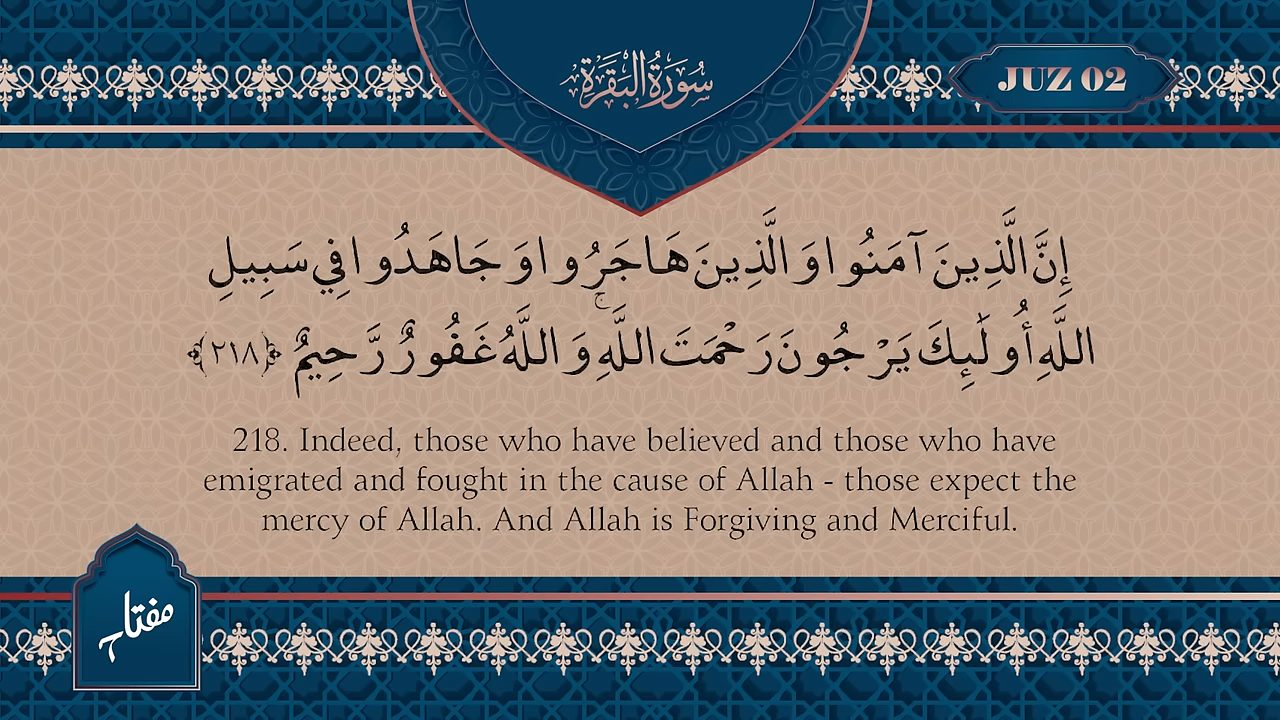 سُورَةُ البَقَرَةِ
JUZ 02
إِنَّ الَّذِينَ آمَنُوا وَالَّذِينَ هَاجَرُوا وَجَاهَدُوا فِي سَبِيلِ
اللَّهِ أُولَٰئِكَ يَرْجُونَ رَحْمَتَ اللَّهِ ۚ وَاللَّهُ غَفُورٌ رَّحِيمٌ ﴿٢١٨﴾
218. Indeed, those who have believed and those who have
emigrated and fought in the cause of Allah - those expect the
mercy of Allah. And Allah is Forgiving and Merciful.
مفتاح